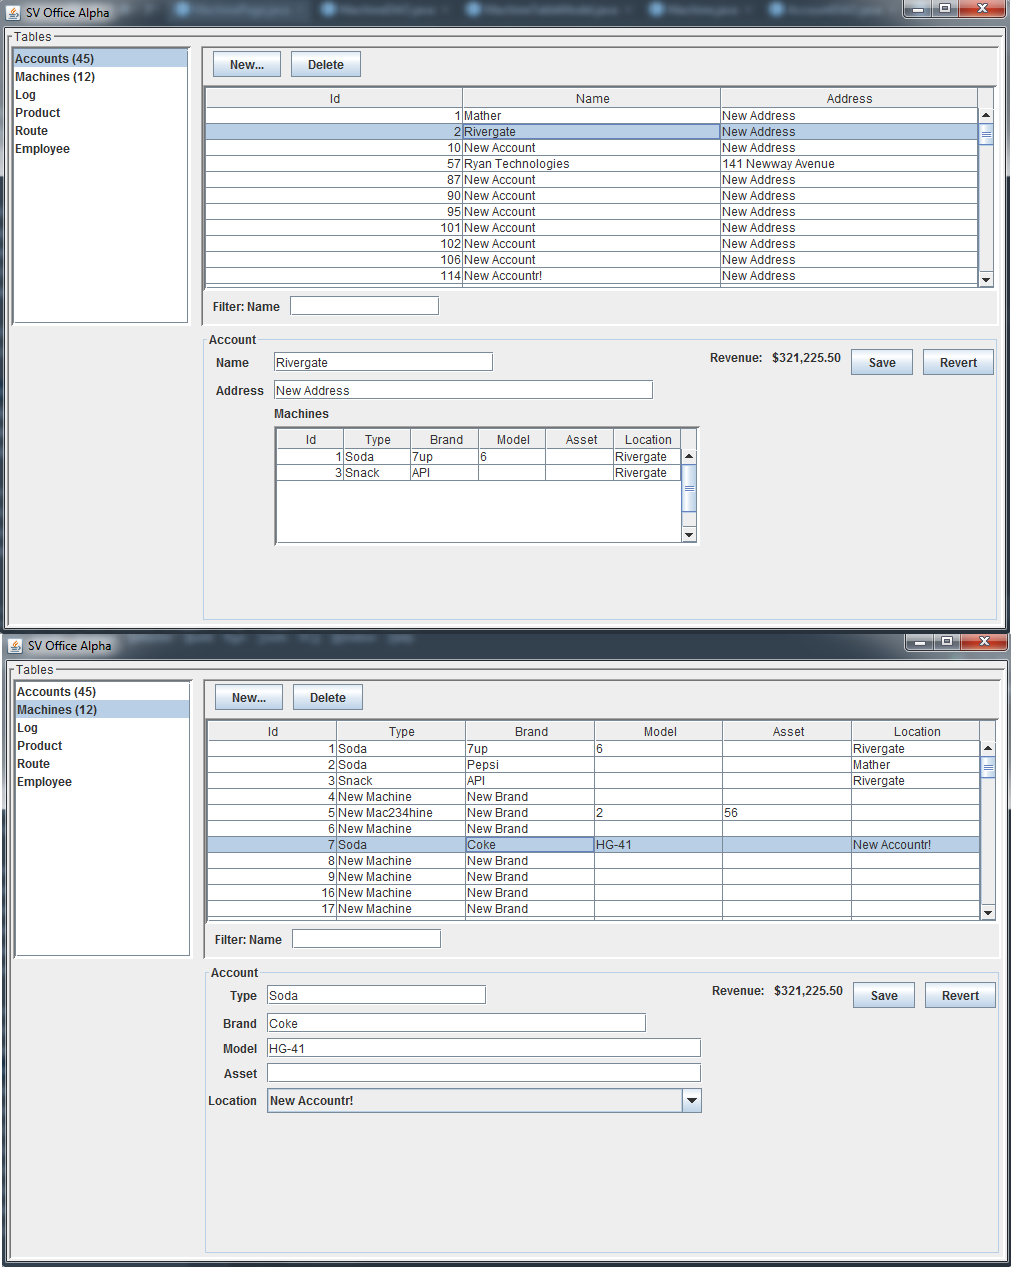 SV Office Alpha
Tables
Accounts (45)
Machines (12)
Log
Product
Route
Employee
New... Delete
Id Name Address
1 Mather New Address
2 Rivergate New Address
10 New Account New Address
57 Ryan Technologies 141 Newway Avenue
87 New Account New Address
90 New Account New Address
95 New Account New Address
101 New Account New Address
102 New Account New Address
106 New Account New Address
114 New Accountr! New Address
Filter: Name
Account
Name Rivergate Revenue: $321,225.50 Save Revert
Address New Address
Machines
Id Type Brand Model Asset Location
1 Soda 7up 6 Rivergate
3 Snack API Rivergate
SV Office Alpha
Tables
Accounts (45)
Machines (12)
Log
Product
Route
Employee
New... Delete
Id Type Brand Model Asset Location
1 Soda 7up 6 Rivergate
2 Soda Pepsi Mather
3 Snack API Rivergate
4 New Machine New Brand
5 New Mac234hine New Brand 2 56
6 New Machine New Brand
7 Soda Coke HG-41 New Accountr!
8 New Machine New Brand
9 New Machine New Brand
16 New Machine New Brand
17 New Machine New Brand
Filter: Name
Account
Type Soda Revenue: $321,225.50 Save Revert
Brand Coke
Model HG-41
Asset
Location New Accountr!